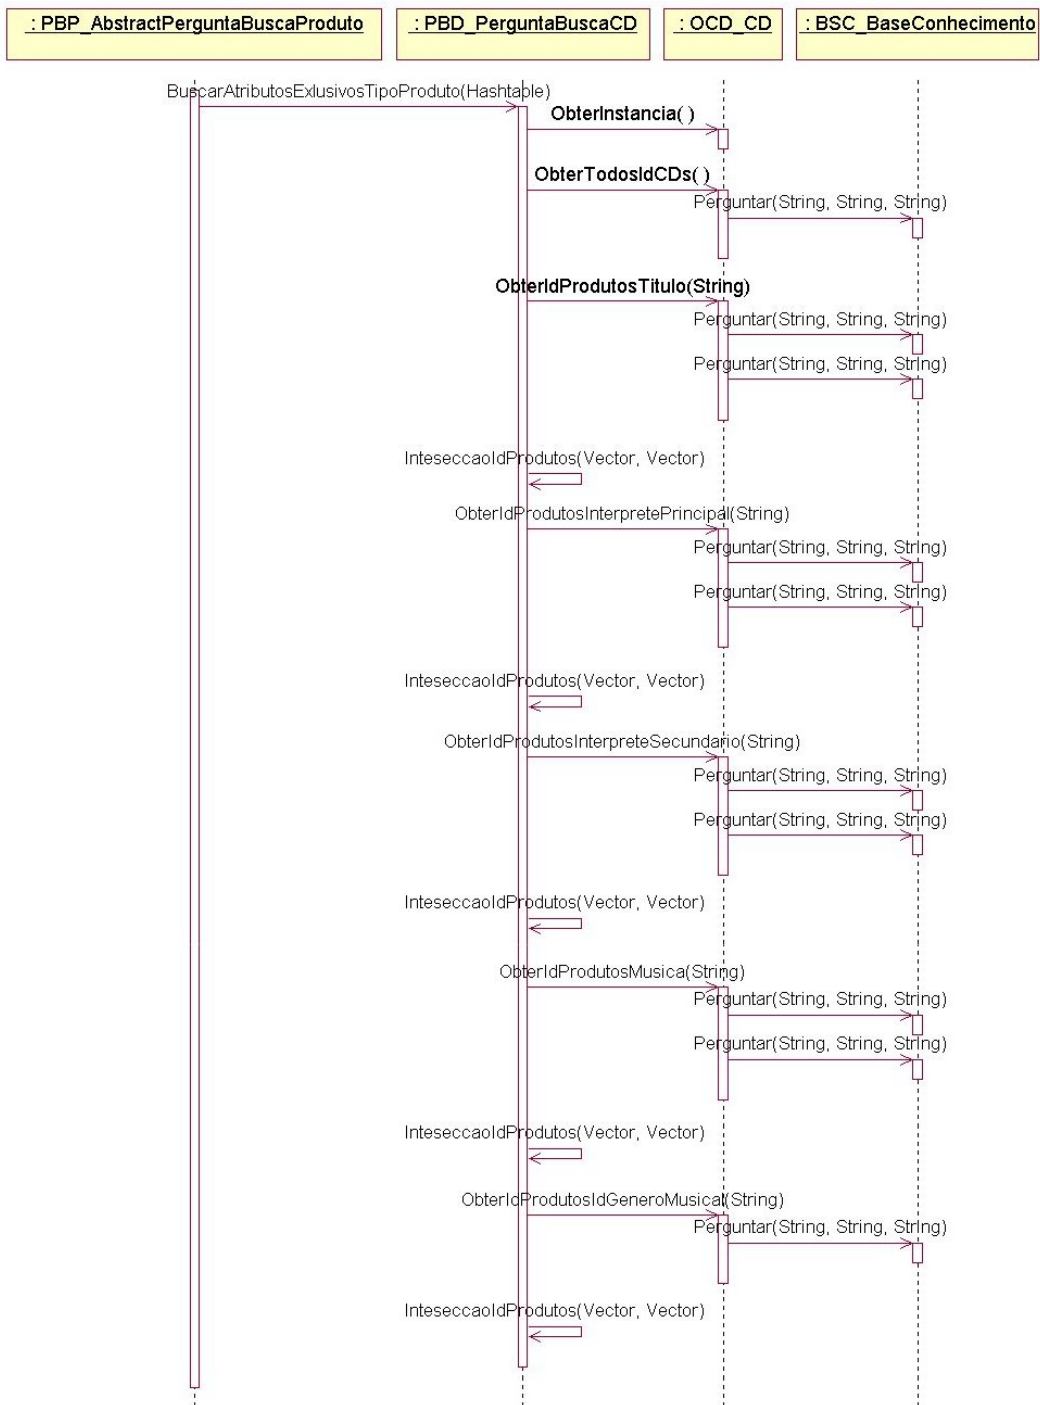 : PBP_AbstractPerguntaBuscaProduto
: PBD_PerguntaBuscaCD
: OCD_CD
: BSC_BaseConhecimento
BuscarAtributosExlusivosTipoProduto(Hashtable)
ObterInstancia( )
ObterTodosIdCDs( )
Perguntar(String, String, String)
ObterIdProdutosTitulo(String)
Perguntar(String, String, String)
Perguntar(String, String, String)
InteseccaoIdProdutos(Vector, Vector)
ObterIdProdutosInterpretePrincipal(String)
Perguntar(String, String, String)
Perguntar(String, String, String)
InteseccaoIdProdutos(Vector, Vector)
ObterIdProdutosInterpreteSecundario(String)
Perguntar(String, String, String)
Perguntar(String, String, String)
InteseccaoIdProdutos(Vector, Vector)
ObterIdProdutosMusica(String)
Perguntar(String, String, String)
Perguntar(String, String, String)
InteseccaoIdProdutos(Vector, Vector)
ObterIdProdutosIdGeneroMusical(String)
Perguntar(String, String, String)
InteseccaoIdProdutos(Vector, Vector)